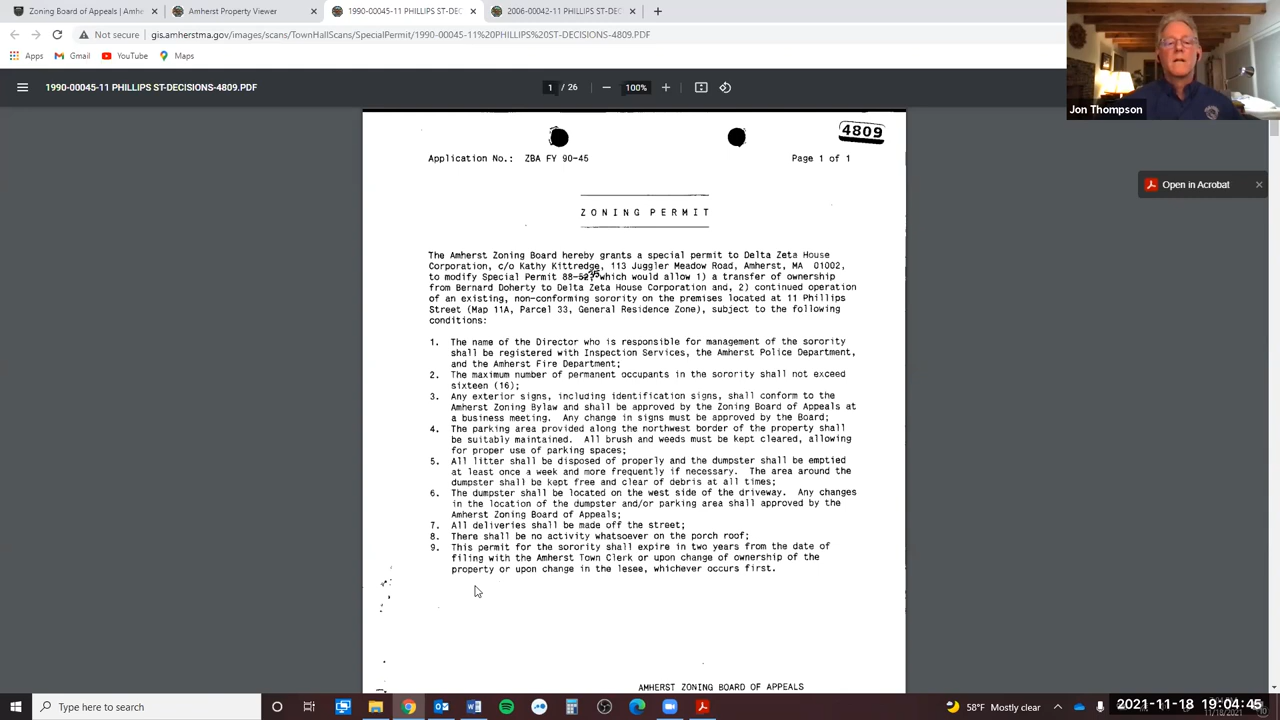 Zoning Board of Appeals | Amhe
Amherst Property Viewer
1990-00045-11 PHILLIPS ST-DEC
2006-00042-11 PHILLIPS ST-DEC
Not secure | gis.amherstma.gov/images/scans/TownHallScans/SpecialPermit/1990-00045-11%20PHILLIPS%20ST-DECISIONS-4809.PDF
Apps Gmail YouTube Maps
1990-00045-11 PHILLIPS ST-DECISIONS-4809.PDF
1 / 26
100%
Jon Thompson
Open in Acrobat
4809
Application No.: ZBA FY 90-45 Page 1 of 1
ZONING PERMIT
The Amherst Zoning Board hereby grants a special permit to Delta Zeta House
Corporation, c/o Kathy Kittredge, 113 Juggler Meadow Road, Amherst, MA 01002,
to modify Special Permit 88- which would allow 1) a transfer of ownership
from Bernard Doherty to Delta Zeta House Corporation and, 2) continued operation
of an existing, non-conforming sorority on the premises located at 11 Phillips
Street (Map 11A, Parcel 33, General Residence Zone), subject to the following
conditions:
1. The name of the Director who is responsible for management of the sorority
shall be registered with Inspection Services, the Amherst Police Department,
and the Amherst Fire Department;
2. The maximum number of permanent occupants in the sorority shall not exceed
sixteen (16);
3. Any exterior signs, including identification signs, shall conform to the
Amherst Zoning Bylaw and shall be approved by the Zoning Board of Appeals at
a business meeting. Any change in signs must be approved by the Board;
4. The parking area provided along the northwest border of the property shall
be suitably maintained. All brush and weeds must be kept cleared, allowing
for proper use of parking spaces;
5. All litter shall be disposed of properly and the dumpster shall be emptied
at least once a week and more frequently if necessary. The area around the
dumpster shall be kept free and clear of debris at all times;
6. The dumpster shall be located on the west side of the driveway. Any changes
in the location of the dumpster and/or parking area shall approved by the
Amherst Zoning Board of Appeals;
7. All deliveries shall be made off the street;
8. There shall be no activity whatsoever on the porch roof;
9. This permit for the sorority shall expire in two years from the date of
filing with the Amherst Town Clerk or upon change of ownership of the
property or upon change in the lesee, whichever occurs first.
AMHERST ZONING BOARD OF APPEALS
Type here to search
58°F Mostly clear
2021-11-18 19:04:45